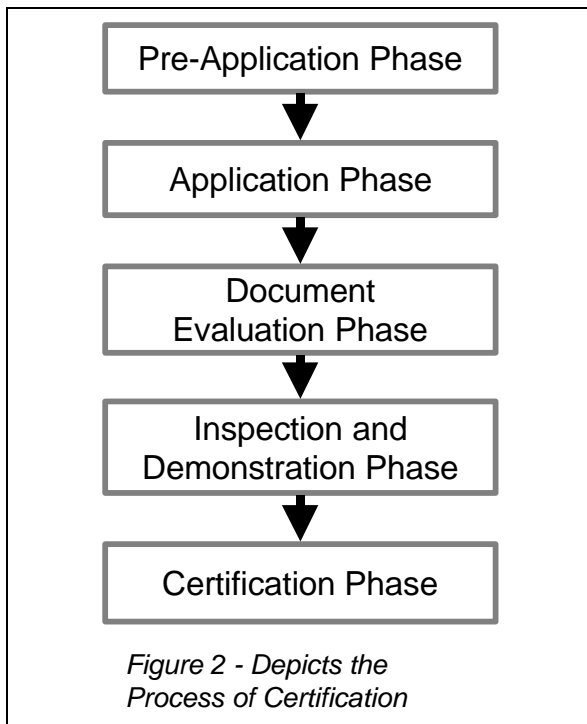 Pre-Application Phase
Application Phase
Document
Evaluation Phase
Inspection and
Demonstration Phase
Certification Phase
Figure 2 - Depicts the
Process of Certification